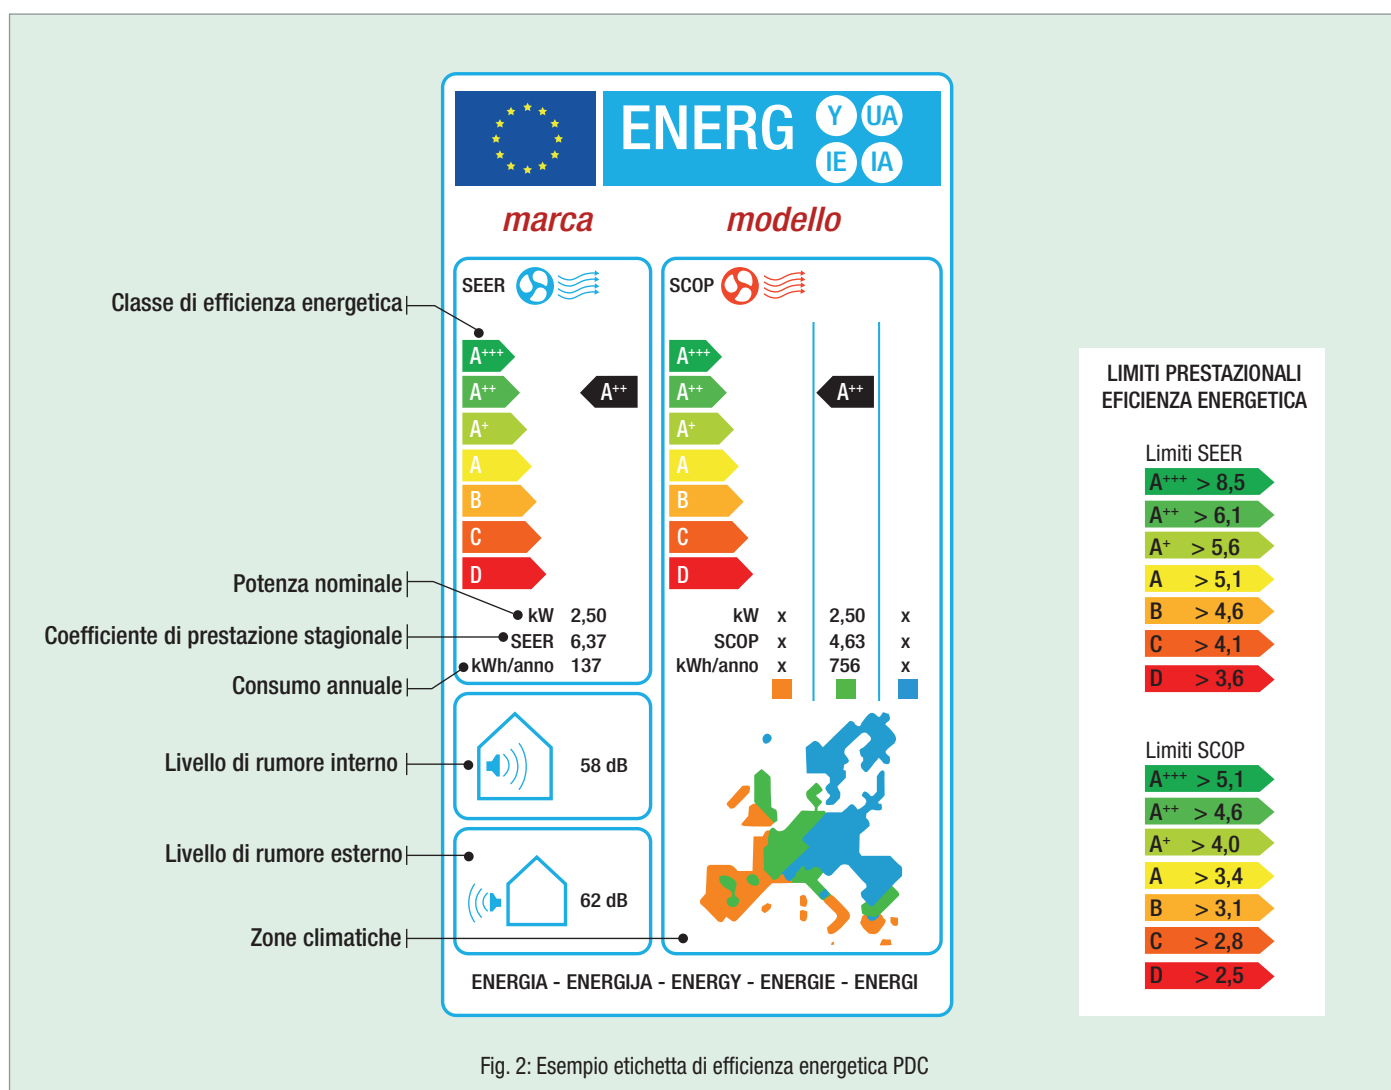 ENERG
Y UA
IE IA
marca modello
SEER
SCOP
Classe di efficienza energetica
A+++
A++ A++
A+
A
B
C
D
A+++
A++ A++
A+
A
B
C
D
Potenza nominale
Coefficiente di prestazione stagionale
Consumo annuale
kW 2,50
SEER 6,37
kWh/anno 137
kW x 2,50 x
SCOP x 4,63 x
kWh/anno x 756 x
Livello di rumore interno
58 dB
Livello di rumore esterno
62 dB
Zone climatiche
ENERGIA - ENERGIJA - ENERGY - ENERGIE - ENERGI
LIMITI PRESTAZIONALI
EFICIENZA ENERGETICA
Limiti SEER
A+++ > 8,5
A++ > 6,1
A+ > 5,6
A > 5,1
B > 4,6
C > 4,1
D > 3,6
Limiti SCOP
A+++ > 5,1
A++ > 4,6
A+ > 4,0
A > 3,4
B > 3,1
C > 2,8
D > 2,5
Fig. 2: Esempio etichetta di efficienza energetica PDC